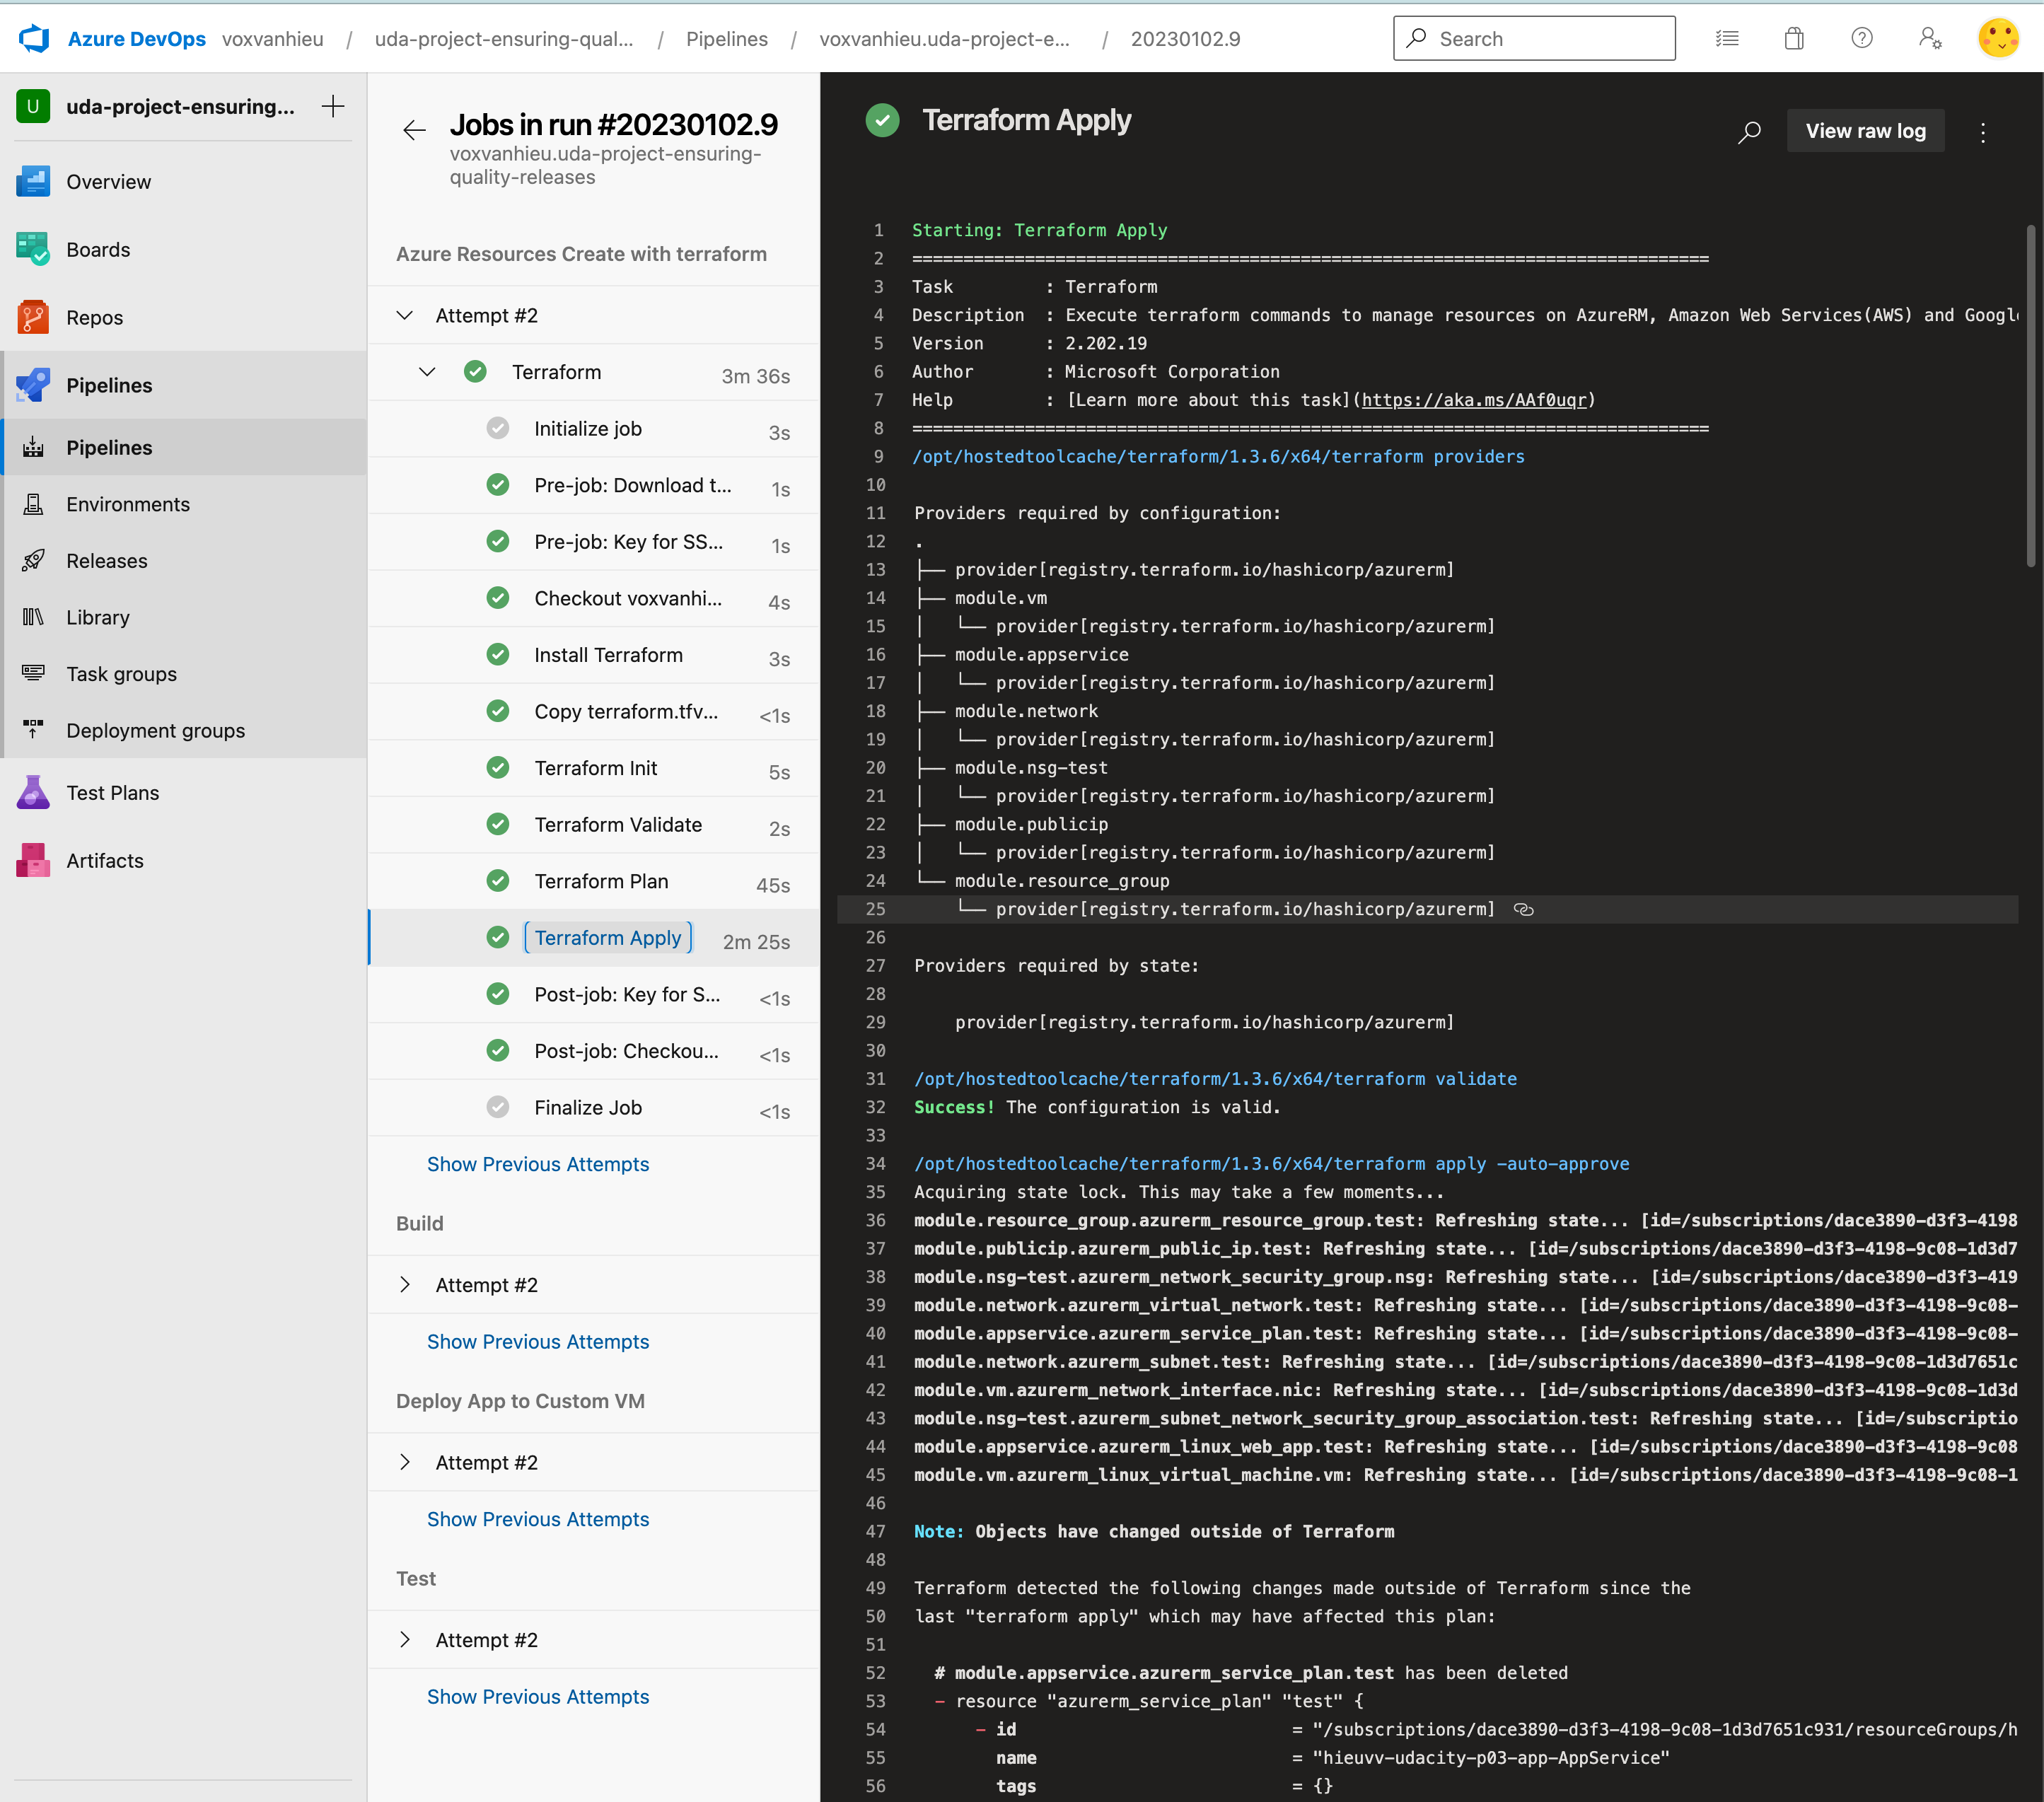 Azure DevOps voxvanhieu / uda-project-ensuring-qual... / Pipelines / voxvanhieu.uda-project-e... / 20230102.9
Search
U uda-project-ensuring... +
Overview
Boards
Repos
Pipelines
Pipelines
Environments
Releases
Library
Task groups
Deployment groups
Test Plans
Artifacts
Jobs in run #20230102.9
voxvanhieu.uda-project-ensuring-
quality-releases
Azure Resources Create with terraform
Attempt #2
Terraform 3m 36s
Initialize job 3s
Pre-job: Download t... 1s
Pre-job: Key for SS... 1s
Checkout voxvanhi... 4s
Install Terraform 3s
Copy terraform.tfv... <1s
Terraform Init 5s
Terraform Validate 2s
Terraform Plan 45s
Terraform Apply 2m 25s
Post-job: Key for S... <1s
Post-job: Checkou... <1s
Finalize Job <1s
Show Previous Attempts
Build
Attempt #2
Show Previous Attempts
Deploy App to Custom VM
Attempt #2
Show Previous Attempts
Test
Attempt #2
Show Previous Attempts
Terraform Apply
View raw log
1 Starting: Terraform Apply
2 ==============================================================================
3 Task : Terraform
4 Description : Execute terraform commands to manage resources on AzureRM, Amazon Web Services(AWS) and Googl
5 Version : 2.202.19
6 Author : Microsoft Corporation
7 Help : [Learn more about this task](https://aka.ms/AAf0uqr)
8 ==============================================================================
9 /opt/hostedtoolcache/terraform/1.3.6/x64/terraform providers
10
11 Providers required by configuration:
12 .
13 ├── provider[registry.terraform.io/hashicorp/azurerm]
14 ├── module.vm
15 │   └── provider[registry.terraform.io/hashicorp/azurerm]
16 ├── module.appservice
17 │   └── provider[registry.terraform.io/hashicorp/azurerm]
18 ├── module.network
19 │   └── provider[registry.terraform.io/hashicorp/azurerm]
20 ├── module.nsg-test
21 │   └── provider[registry.terraform.io/hashicorp/azurerm]
22 ├── module.publicip
23 │   └── provider[registry.terraform.io/hashicorp/azurerm]
24 └── module.resource_group
25     └── provider[registry.terraform.io/hashicorp/azurerm]
26
27 Providers required by state:
28
29     provider[registry.terraform.io/hashicorp/azurerm]
30
31 /opt/hostedtoolcache/terraform/1.3.6/x64/terraform validate
32 Success! The configuration is valid.
33
34 /opt/hostedtoolcache/terraform/1.3.6/x64/terraform apply -auto-approve
35 Acquiring state lock. This may take a few moments...
36 module.resource_group.azurerm_resource_group.test: Refreshing state... [id=/subscriptions/dace3890-d3f3-4198
37 module.publicip.azurerm_public_ip.test: Refreshing state... [id=/subscriptions/dace3890-d3f3-4198-9c08-1d3d7
38 module.nsg-test.azurerm_network_security_group.nsg: Refreshing state... [id=/subscriptions/dace3890-d3f3-419
39 module.network.azurerm_virtual_network.test: Refreshing state... [id=/subscriptions/dace3890-d3f3-4198-9c08-
40 module.appservice.azurerm_service_plan.test: Refreshing state... [id=/subscriptions/dace3890-d3f3-4198-9c08-
41 module.network.azurerm_subnet.test: Refreshing state... [id=/subscriptions/dace3890-d3f3-4198-9c08-1d3d7651c
42 module.vm.azurerm_network_interface.nic: Refreshing state... [id=/subscriptions/dace3890-d3f3-4198-9c08-1d3d
43 module.nsg-test.azurerm_subnet_network_security_group_association.test: Refreshing state... [id=/subscriptio
44 module.appservice.azurerm_linux_web_app.test: Refreshing state... [id=/subscriptions/dace3890-d3f3-4198-9c08
45 module.vm.azurerm_linux_virtual_machine.vm: Refreshing state... [id=/subscriptions/dace3890-d3f3-4198-9c08-1
46
47 Note: Objects have changed outside of Terraform
48
49 Terraform detected the following changes made outside of Terraform since the
50 last "terraform apply" which may have affected this plan:
51
52   # module.appservice.azurerm_service_plan.test has been deleted
53   - resource "azurerm_service_plan" "test" {
54       - id = "/subscriptions/dace3890-d3f3-4198-9c08-1d3d7651c931/resourceGroups/h
55         name = "hieuvv-udacity-p03-app-AppService"
56         tags = {}